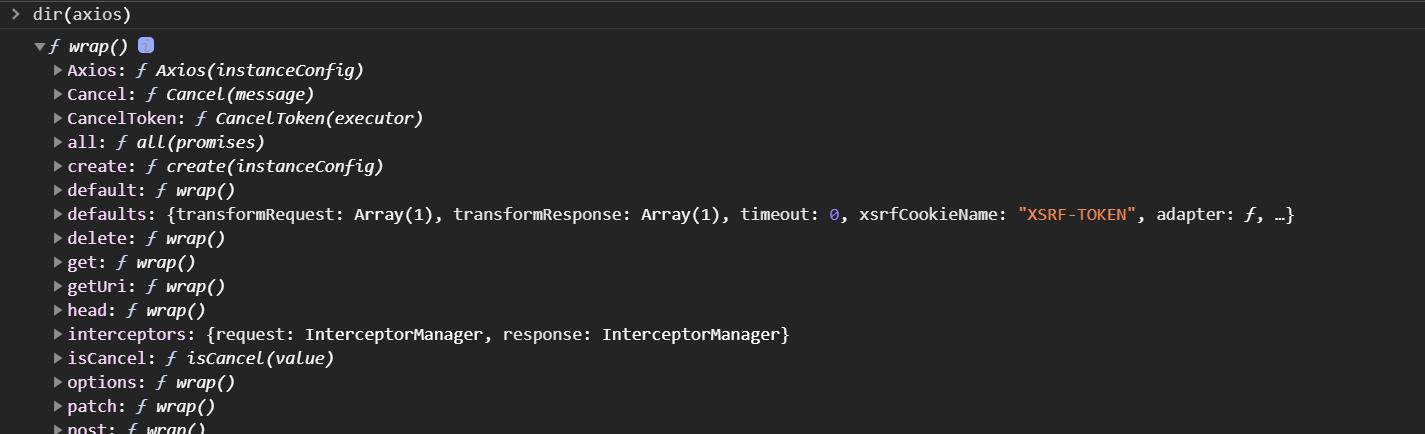 > dir(axios)
▼ƒ wrap() i
▶Axios: ƒ Axios(instanceConfig)
▶Cancel: ƒ Cancel(message)
▶CancelToken: ƒ CancelToken(executor)
▶all: ƒ all(promises)
▶create: ƒ create(instanceConfig)
▶default: ƒ wrap()
▶defaults: {transformRequest: Array(1), transformResponse: Array(1), timeout: 0, xsrfCookieName: "XSRF-TOKEN", adapter: ƒ, …}
▶delete: ƒ wrap()
▶get: ƒ wrap()
▶getUri: ƒ wrap()
▶head: ƒ wrap()
▶interceptors: {request: InterceptorManager, response: InterceptorManager}
▶isCancel: ƒ isCancel(value)
▶options: ƒ wrap()
▶patch: ƒ wrap()
▶post: ƒ wrap()